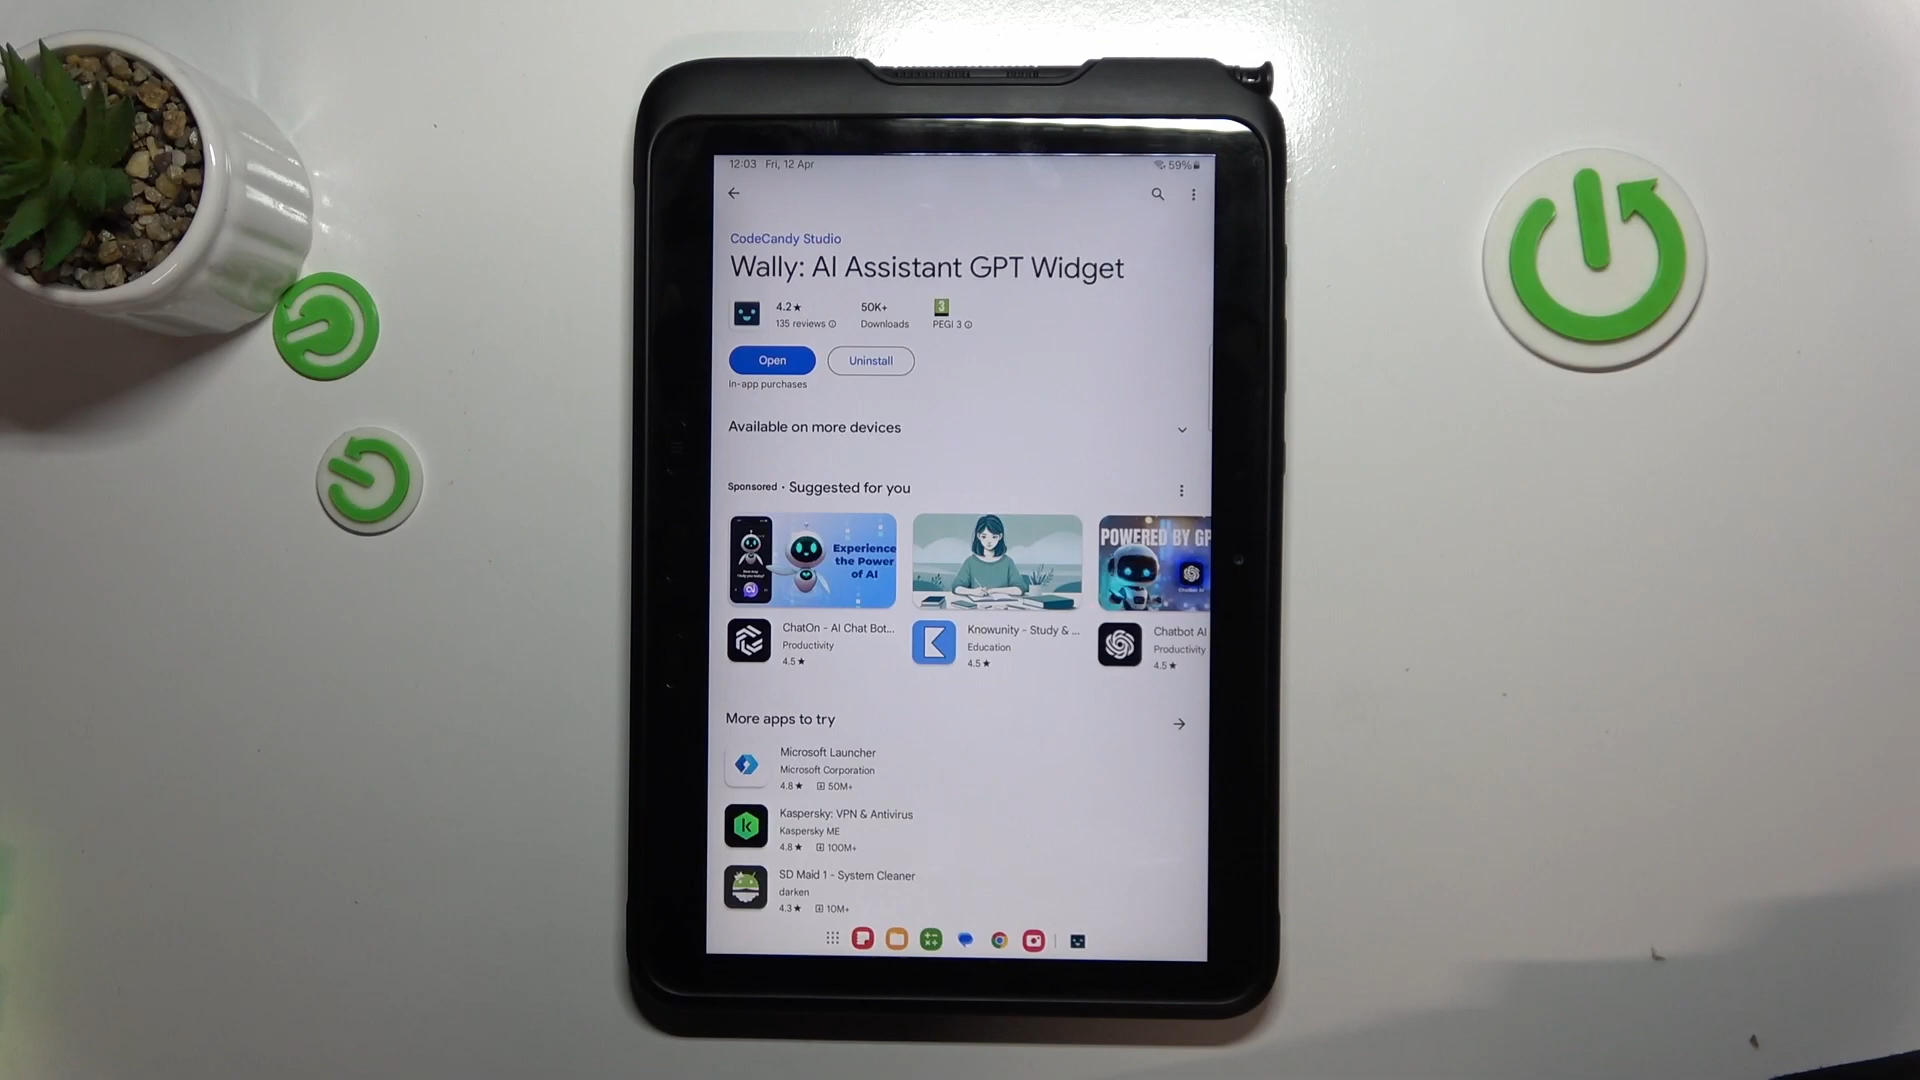 12:03 Fri, 12 Apr
59%
CodeCandy Studio
Wally: AI Assistant GPT Widget
4.2★
135 reviews
50K+
Downloads
3
PEGI 3
Open
Uninstall
In-app purchases
Available on more devices
Sponsored · Suggested for you
Experience
the Power
of AI
POWERED BY GP
ChatOn - AI Chat Bot...
Productivity
4.5★
Knowunity - Study & ...
Education
4.5★
Chatbot AI
Productivity
4.5★
More apps to try
Microsoft Launcher
Microsoft Corporation
4.8★ 50M+
Kaspersky: VPN & Antivirus
Kaspersky ME
4.8★ 100M+
SD Maid 1 - System Cleaner
darken
4.3★ 10M+